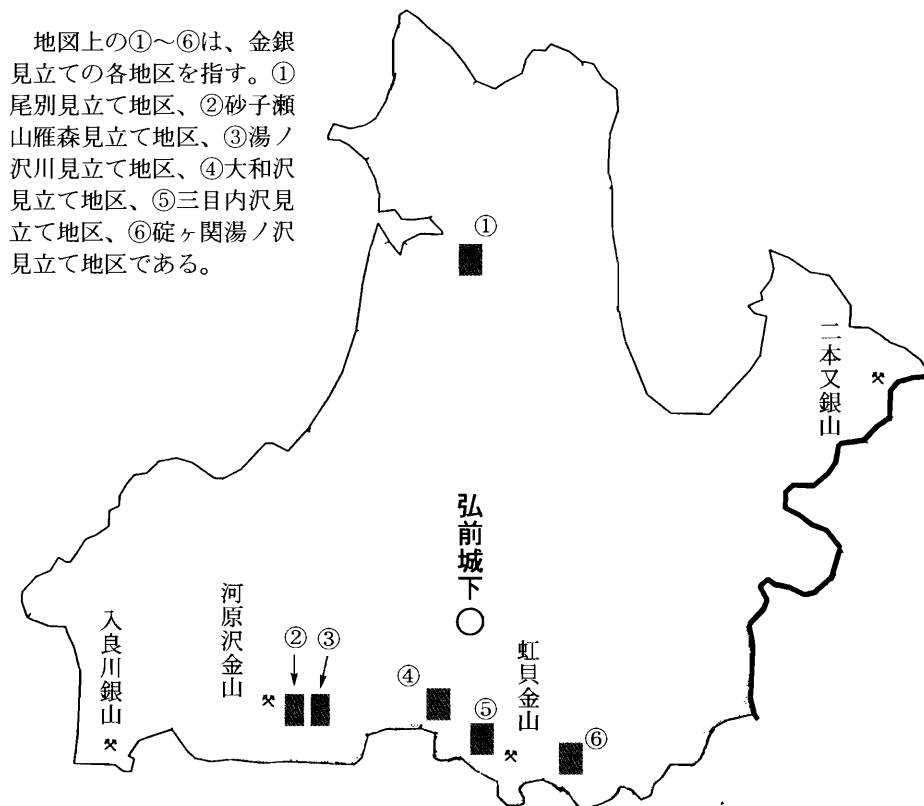 地図上の①～⑥は、金銀
見立ての各地区を指す。①
尾別見立て地区、②砂子瀬
山雁森見立て地区、③湯ノ
沢川見立て地区、④大和沢
見立て地区、⑤三目内沢見
立て地区、⑥碇ヶ関湯ノ沢
見立て地区である。
①
二本又銀山
弘前城下
河原沢金山
入良川銀山
②
③
④
虹貝金山
⑤
⑥